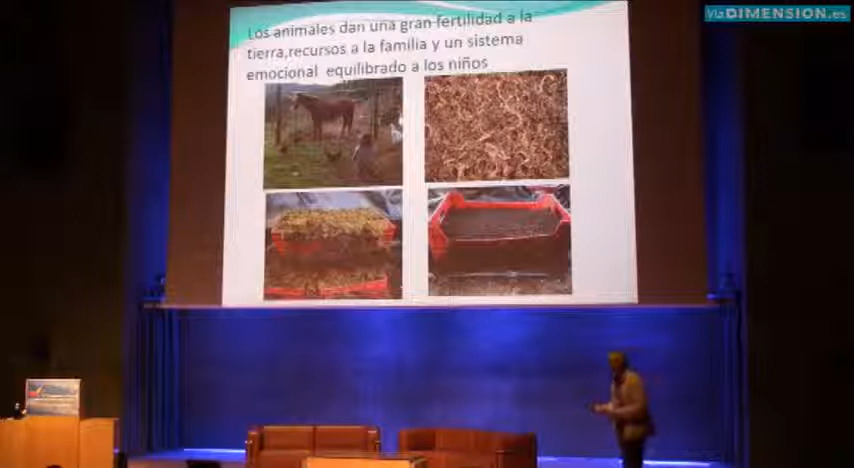 Los animales dan una gran fertilidad a la
tierra,recursos a la familia y un sistema
emocional equilibrado a los niños
VIaDIMENSION.es